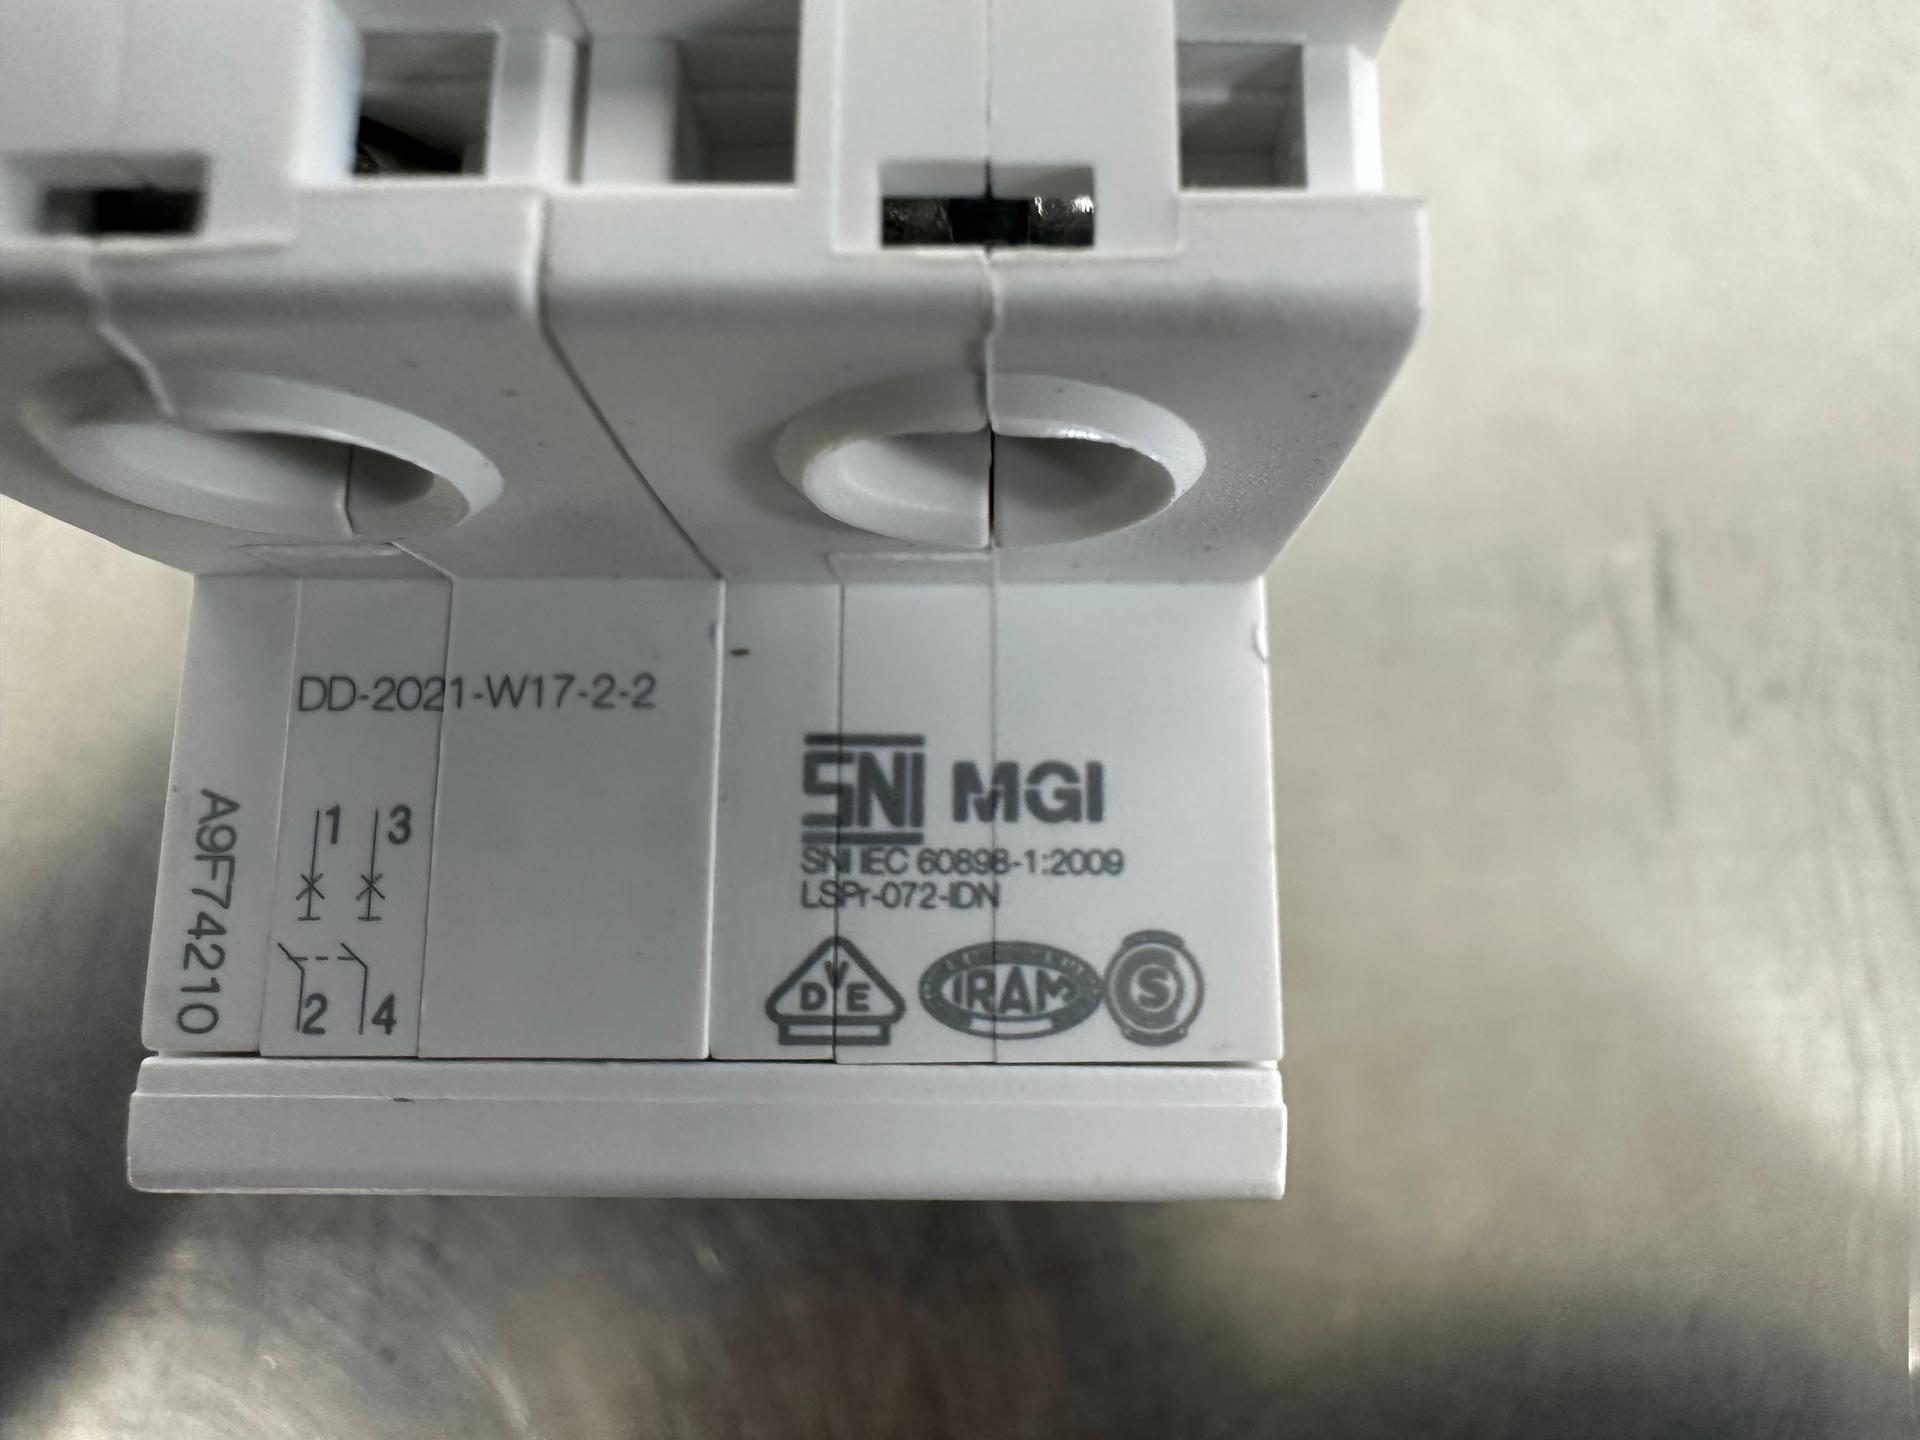 DD-2021-W17-2-2
A9F74210
1 3
2 4
SNI MGI
SNI IEC 60898-1:2009
LSPr-072-IDN
VDE IRAM S